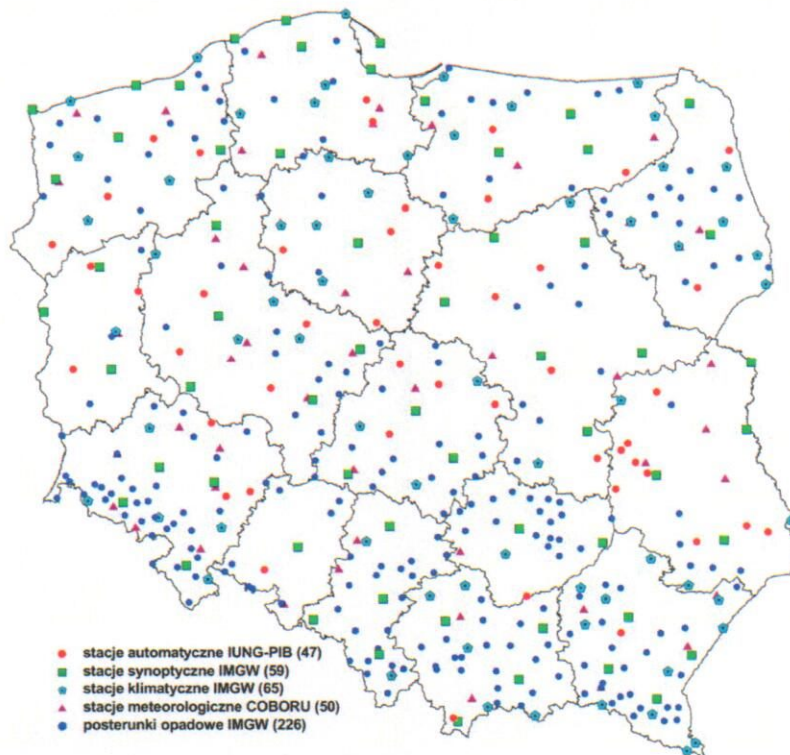 stacje automatyczne IUNG-PIB (47)
stacje synoptyczne IMGW (59)
stacje klimatyczne IMGW (65)
stacje meteorologiczne COBORU (50)
posterunki opadowe IMGW (226)